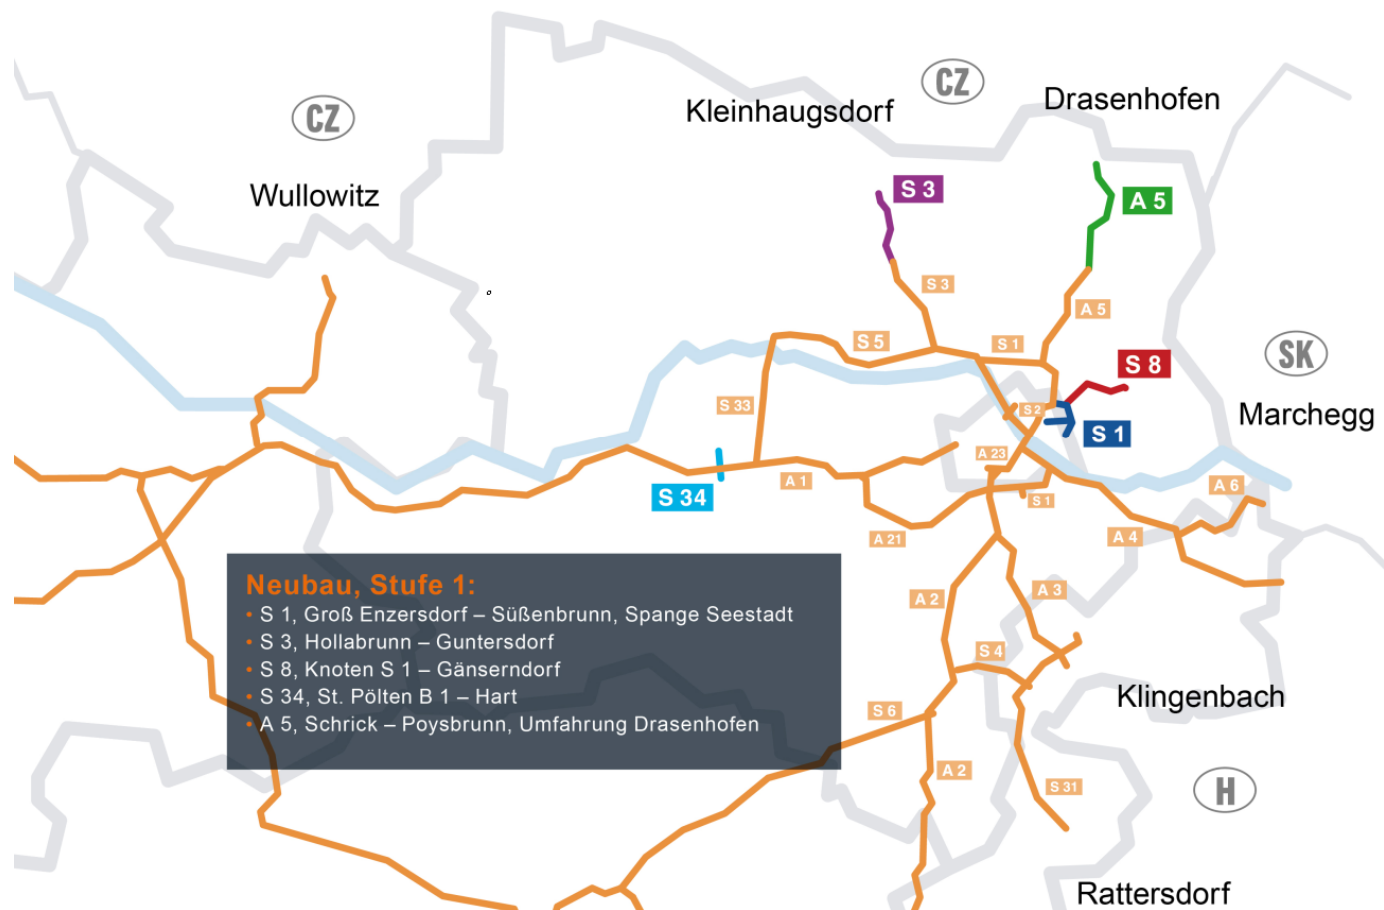 CZ
Kleinhaugsdorf
Drasenhofen
CZ
Wullowitz
S 3
A 5
S 3
A 5
S 5
S 1
SK
S 8
S 33
S 2
Marchegg
S 1
A 23
A 1
S 34
A 6
S 1
A 21
A 4
Neubau, Stufe 1:
• S 1, Groß Enzersdorf – Süßenbrunn, Spange Seestadt
• S 3, Hollabrunn – Guntersdorf
• S 8, Knoten S 1 – Gänserndorf
• S 34, St. Pölten B 1 – Hart
• A 5, Schrick – Poysbrunn, Umfahrung Drasenhofen
A 2
A 3
S 4
Klingenbach
S 6
A 2
S 31
H
Rattersdorf